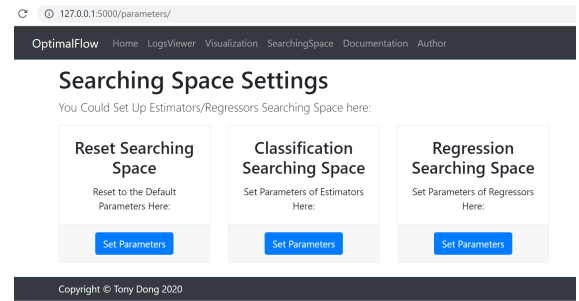 127.0.0.1:5000/parameters/
OptimalFlow Home LogsViewer Visualization SearchingSpace Documentation Author
Searching Space Settings
You Could Set Up Estimators/Regressors Searching Space here:
Reset Searching
Space
Reset to the Default
Parameters Here:
Set Parameters
Classification
Searching Space
Set Parameters of Estimators
Here:
Set Parameters
Regression
Searching Space
Set Parameters of Regressors
Here:
Set Parameters
Copyright © Tony Dong 2020